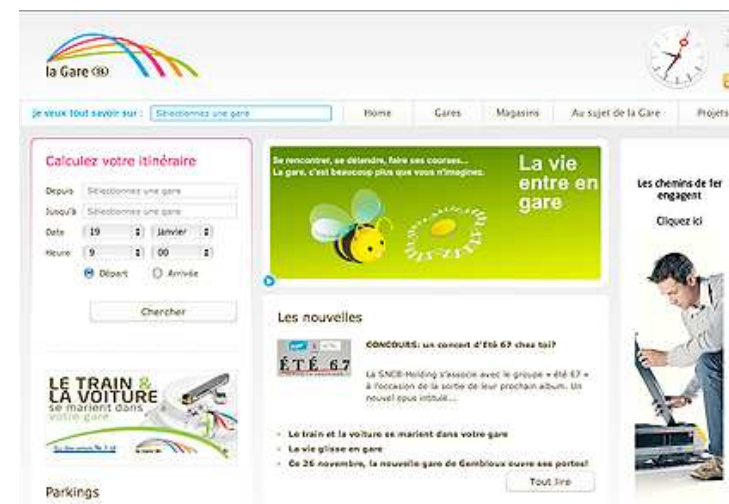 la Gare B
Je veux tout savoir sur : Sélectionnez une gare
Home Gares Magasins Au sujet de la Gare Projets
Calculez votre itinéraire
Depuis Sélectionnez une gare
Jusqu'à Sélectionnez une gare
Date 19 Janvier
Heure 9 00
Départ Arrivée
Chercher
LE TRAIN &
LA VOITURE
se marient dans
votre gare
Parkings
Se rencontrer, se détendre, faire ses courses...
La gare, c'est beaucoup plus que vous n'imaginez.
La vie
entre en
gare
Les nouvelles
CONCOURS: un concert d'Eté 67 chez toi?
ÉTÉ 67
La SNCB-Holding s'associe avec le groupe « été 67 »
à l'occasion de la sortie de leur prochain album. Un
nouvel opus intitulé...
- Le train et la voiture se marient dans votre gare
- La vie glisse en gare
- Ce 26 novembre, la nouvelle gare de Gembloux ouvre ses portes!
Tout lire
Les chemins de fer
engagent
Cliquez ici